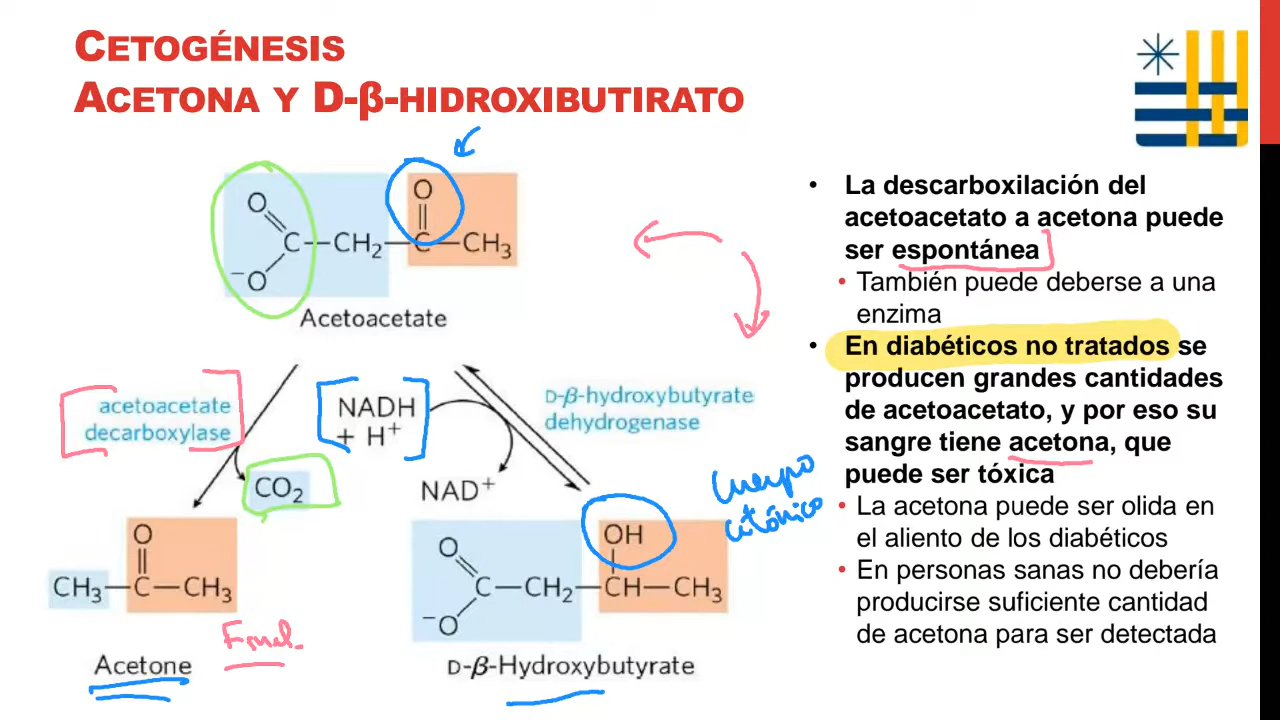 CETOGÉNESIS
ACETONA Y D-β-HIDROXIBUTIRATO
O
O
C—CH₂—C—CH₃
⁻O
Acetoacetate
acetoacetate
decarboxylase
NADH
+ H⁺
D-β-hydroxybutyrate
dehydrogenase
CO₂
NAD⁺
Cuerpo
cetónico
O
CH₃—C—CH₃
Acetone
O
OH
C—CH₂—CH—CH₃
⁻O
D-β-Hydroxybutyrate
• La descarboxilación del
acetoacetato a acetona puede
ser espontánea
• También puede deberse a una
enzima
• En diabéticos no tratados se
producen grandes cantidades
de acetoacetato, y por eso su
sangre tiene acetona, que
puede ser tóxica
• La acetona puede ser olida en
el aliento de los diabéticos
• En personas sanas no debería
producirse suficiente cantidad
de acetona para ser detectada